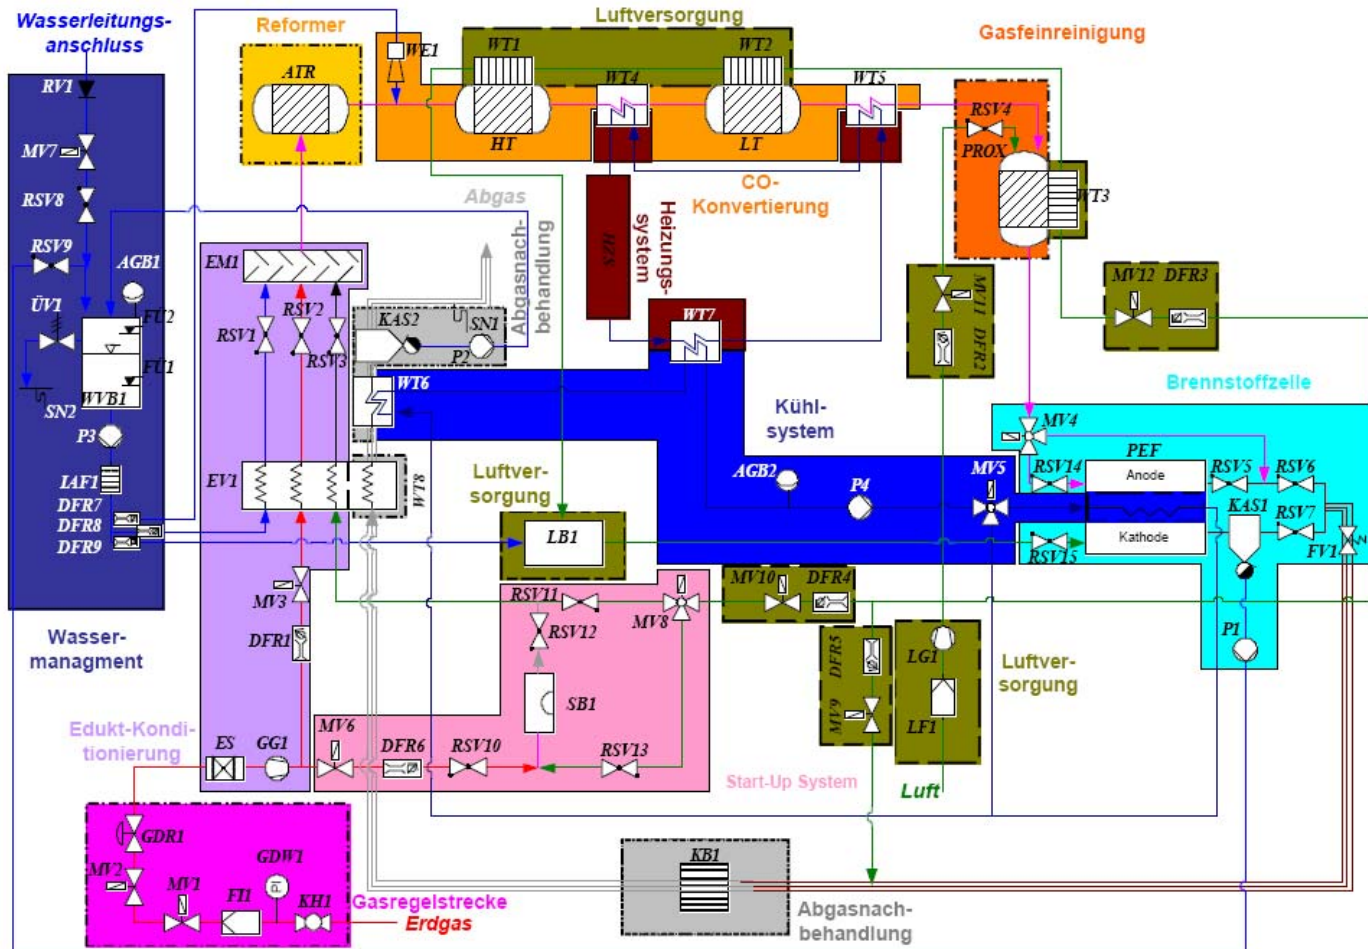 Wasserleitungs-
anschluss
Reformer
Luftversorgung
Gasfeinreinigung
RV1
ATR
WE1
WT1
WT2
WT4
WT5
RSV4
MV7
HT
LT
PROX
RSV8
Abgas
CO-
Konvertierung
WT3
RSV9
AGB1
EM1
Abgasnach-
behandlung
HZS
Heizungs-
system
MV12
DFR3
ÜV1
FÜ2
RSV1
RSV2
RSV3
KAS2
SN1
P2
WT7
MV11
DFR2
FÜ1
WVB1
SN2
WT6
Brennstoffzelle
P3
Kühl-
system
MV4
PEF
IAF1
EV1
WT8
Luftver-
sorgung
AGB2
P4
MV5
RSV14
Anode
RSV5
RSV6
KAS1
DFR7
DFR8
DFR9
LB1
Kathode
RSV7
RSV15
FV1
MV3
RSV11
MV10
DFR4
Wasser-
managment
DFR1
RSV12
MV8
DFR5
LG1
Luftver-
sorgung
P1
SB1
MV9
LF1
Edukt-Kondi-
tionierung
ES
GG1
MV6
DFR6
RSV10
RSV13
Start-Up System
Luft
GDR1
MV2
MV1
GDW1
PI
FI1
KH1
Gasregelstrecke
Erdgas
KB1
Abgasnach-
behandlung